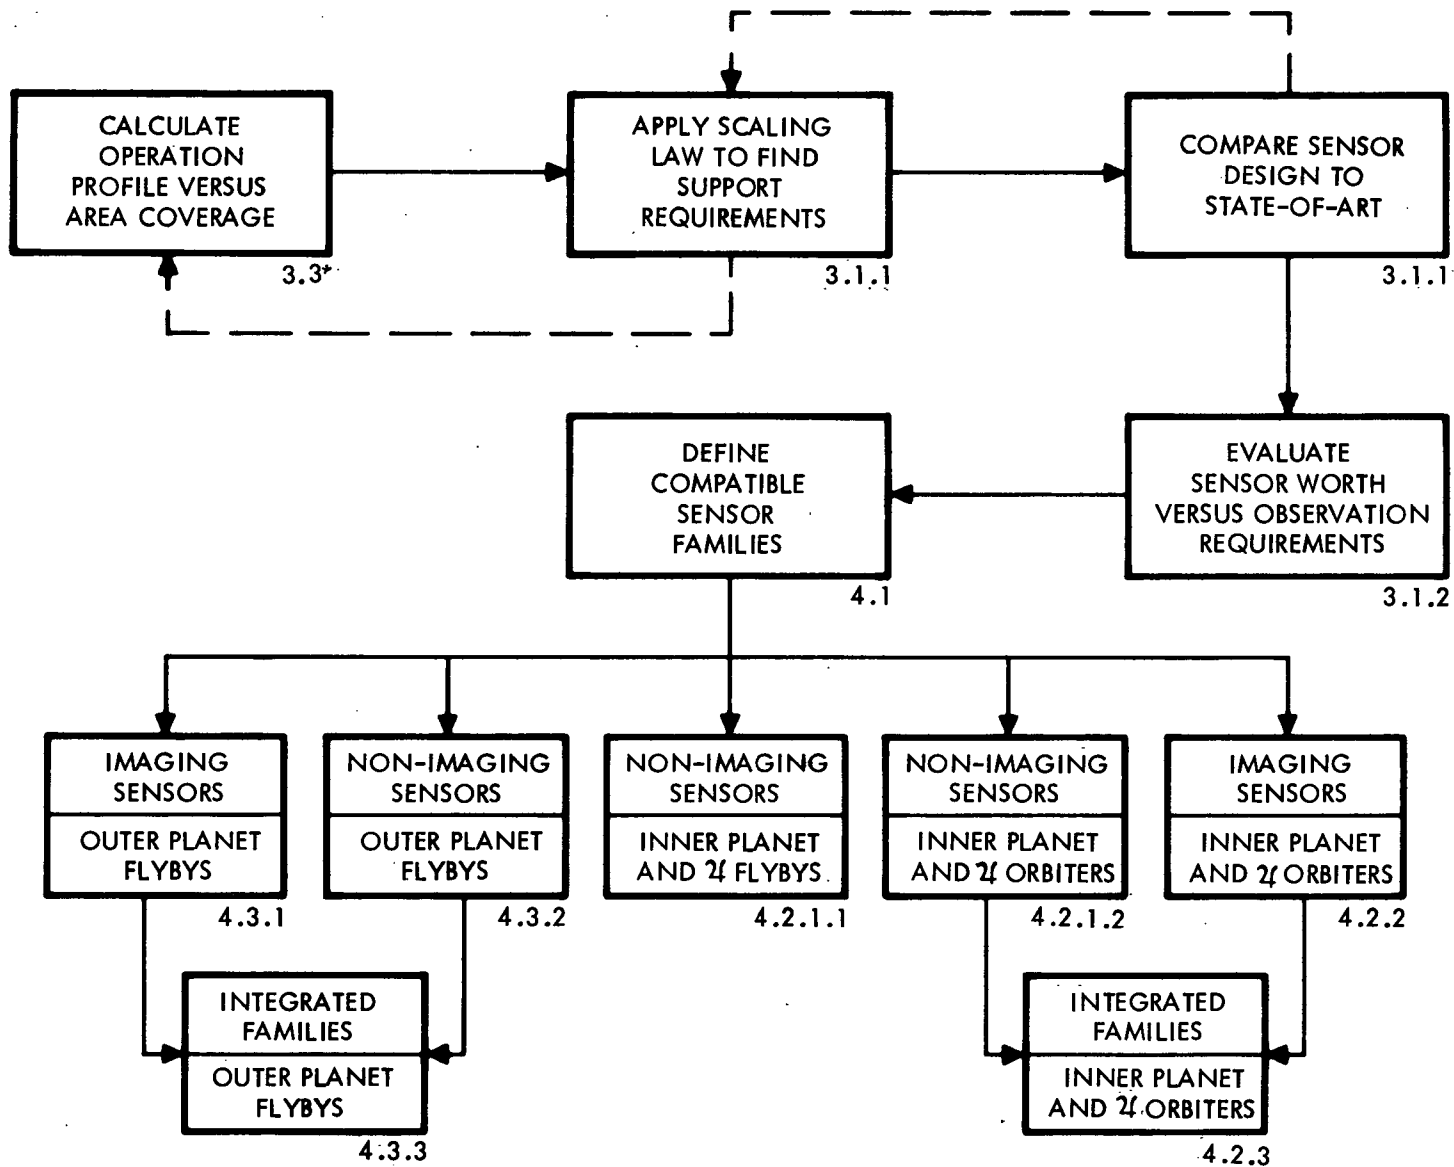 CALCULATE
OPERATION
PROFILE VERSUS
AREA COVERAGE
3.3*
APPLY SCALING
LAW TO FIND
SUPPORT
REQUIREMENTS
3.1.1
COMPARE SENSOR
DESIGN TO
STATE-OF-ART
3.1.1
DEFINE
COMPATIBLE
SENSOR
FAMILIES
4.1
EVALUATE
SENSOR WORTH
VERSUS OBSERVATION
REQUIREMENTS
3.1.2
IMAGING
SENSORS
OUTER PLANET
FLYBYS
4.3.1
NON-IMAGING
SENSORS
OUTER PLANET
FLYBYS
4.3.2
NON-IMAGING
SENSORS
INNER PLANET
AND ♃ FLYBYS
4.2.1.1
NON-IMAGING
SENSORS
INNER PLANET
AND ♃ ORBITERS
4.2.1.2
IMAGING
SENSORS
INNER PLANET
AND ♃ ORBITERS
4.2.2
INTEGRATED
FAMILIES
OUTER PLANET
FLYBYS
4.3.3
INTEGRATED
FAMILIES
INNER PLANET
AND ♃ ORBITERS
4.2.3